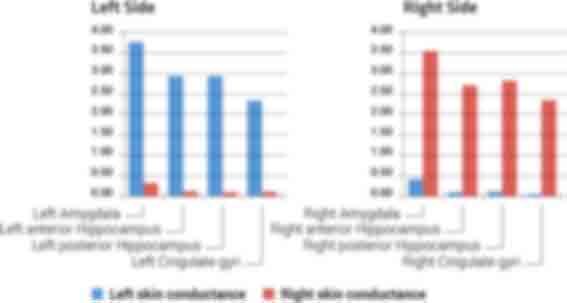 Left Side
Right Side
4.00
3.50
3.00
2.50
2.00
1.50
1.00
0.50
0.00
4.00
3.50
3.00
2.50
2.00
1.50
1.00
0.50
0.00
Left Amygdala
Left anterior Hippocampus
Left posterior Hippocampus
Left Cingulate gyri
Right Amygdala
Right anterior Hippocampus
Right posterior Hippocampus
Right Cingulate gyri
Left skin conductance
Right skin conductance